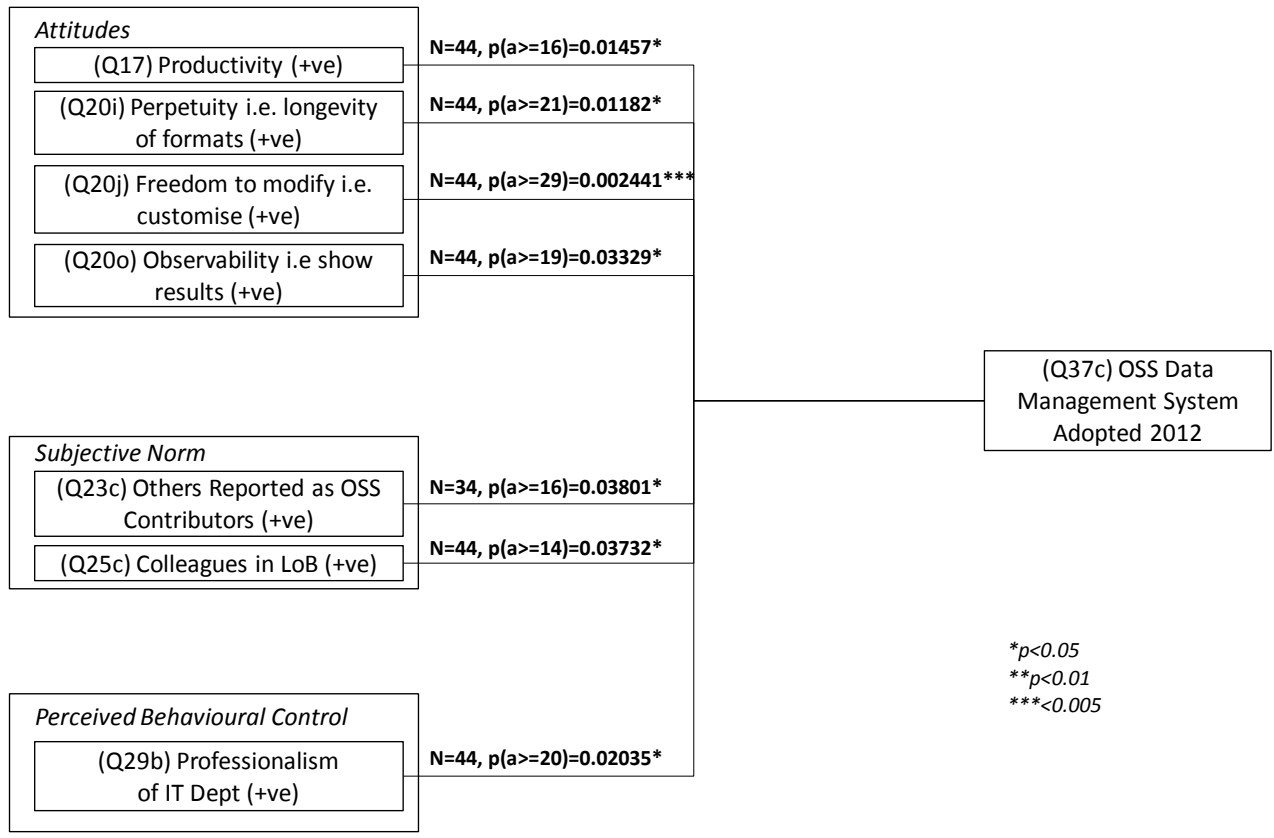 Attitudes
(Q17) Productivity (+ve)
N=44, p(a>=16)=0.01457*
(Q20i) Perpetuity i.e. longevity
of formats (+ve)
N=44, p(a>=21)=0.01182*
(Q20j) Freedom to modify i.e.
customise (+ve)
N=44, p(a>=29)=0.002441***
(Q20o) Observability i.e show
results (+ve)
N=44, p(a>=19)=0.03329*
(Q37c) OSS Data
Management System
Adopted 2012
Subjective Norm
(Q23c) Others Reported as OSS
Contributors (+ve)
N=34, p(a>=16)=0.03801*
(Q25c) Colleagues in LoB (+ve)
N=44, p(a>=14)=0.03732*
*p<0.05
**p<0.01
***<0.005
Perceived Behavioural Control
(Q29b) Professionalism
of IT Dept (+ve)
N=44, p(a>=20)=0.02035*